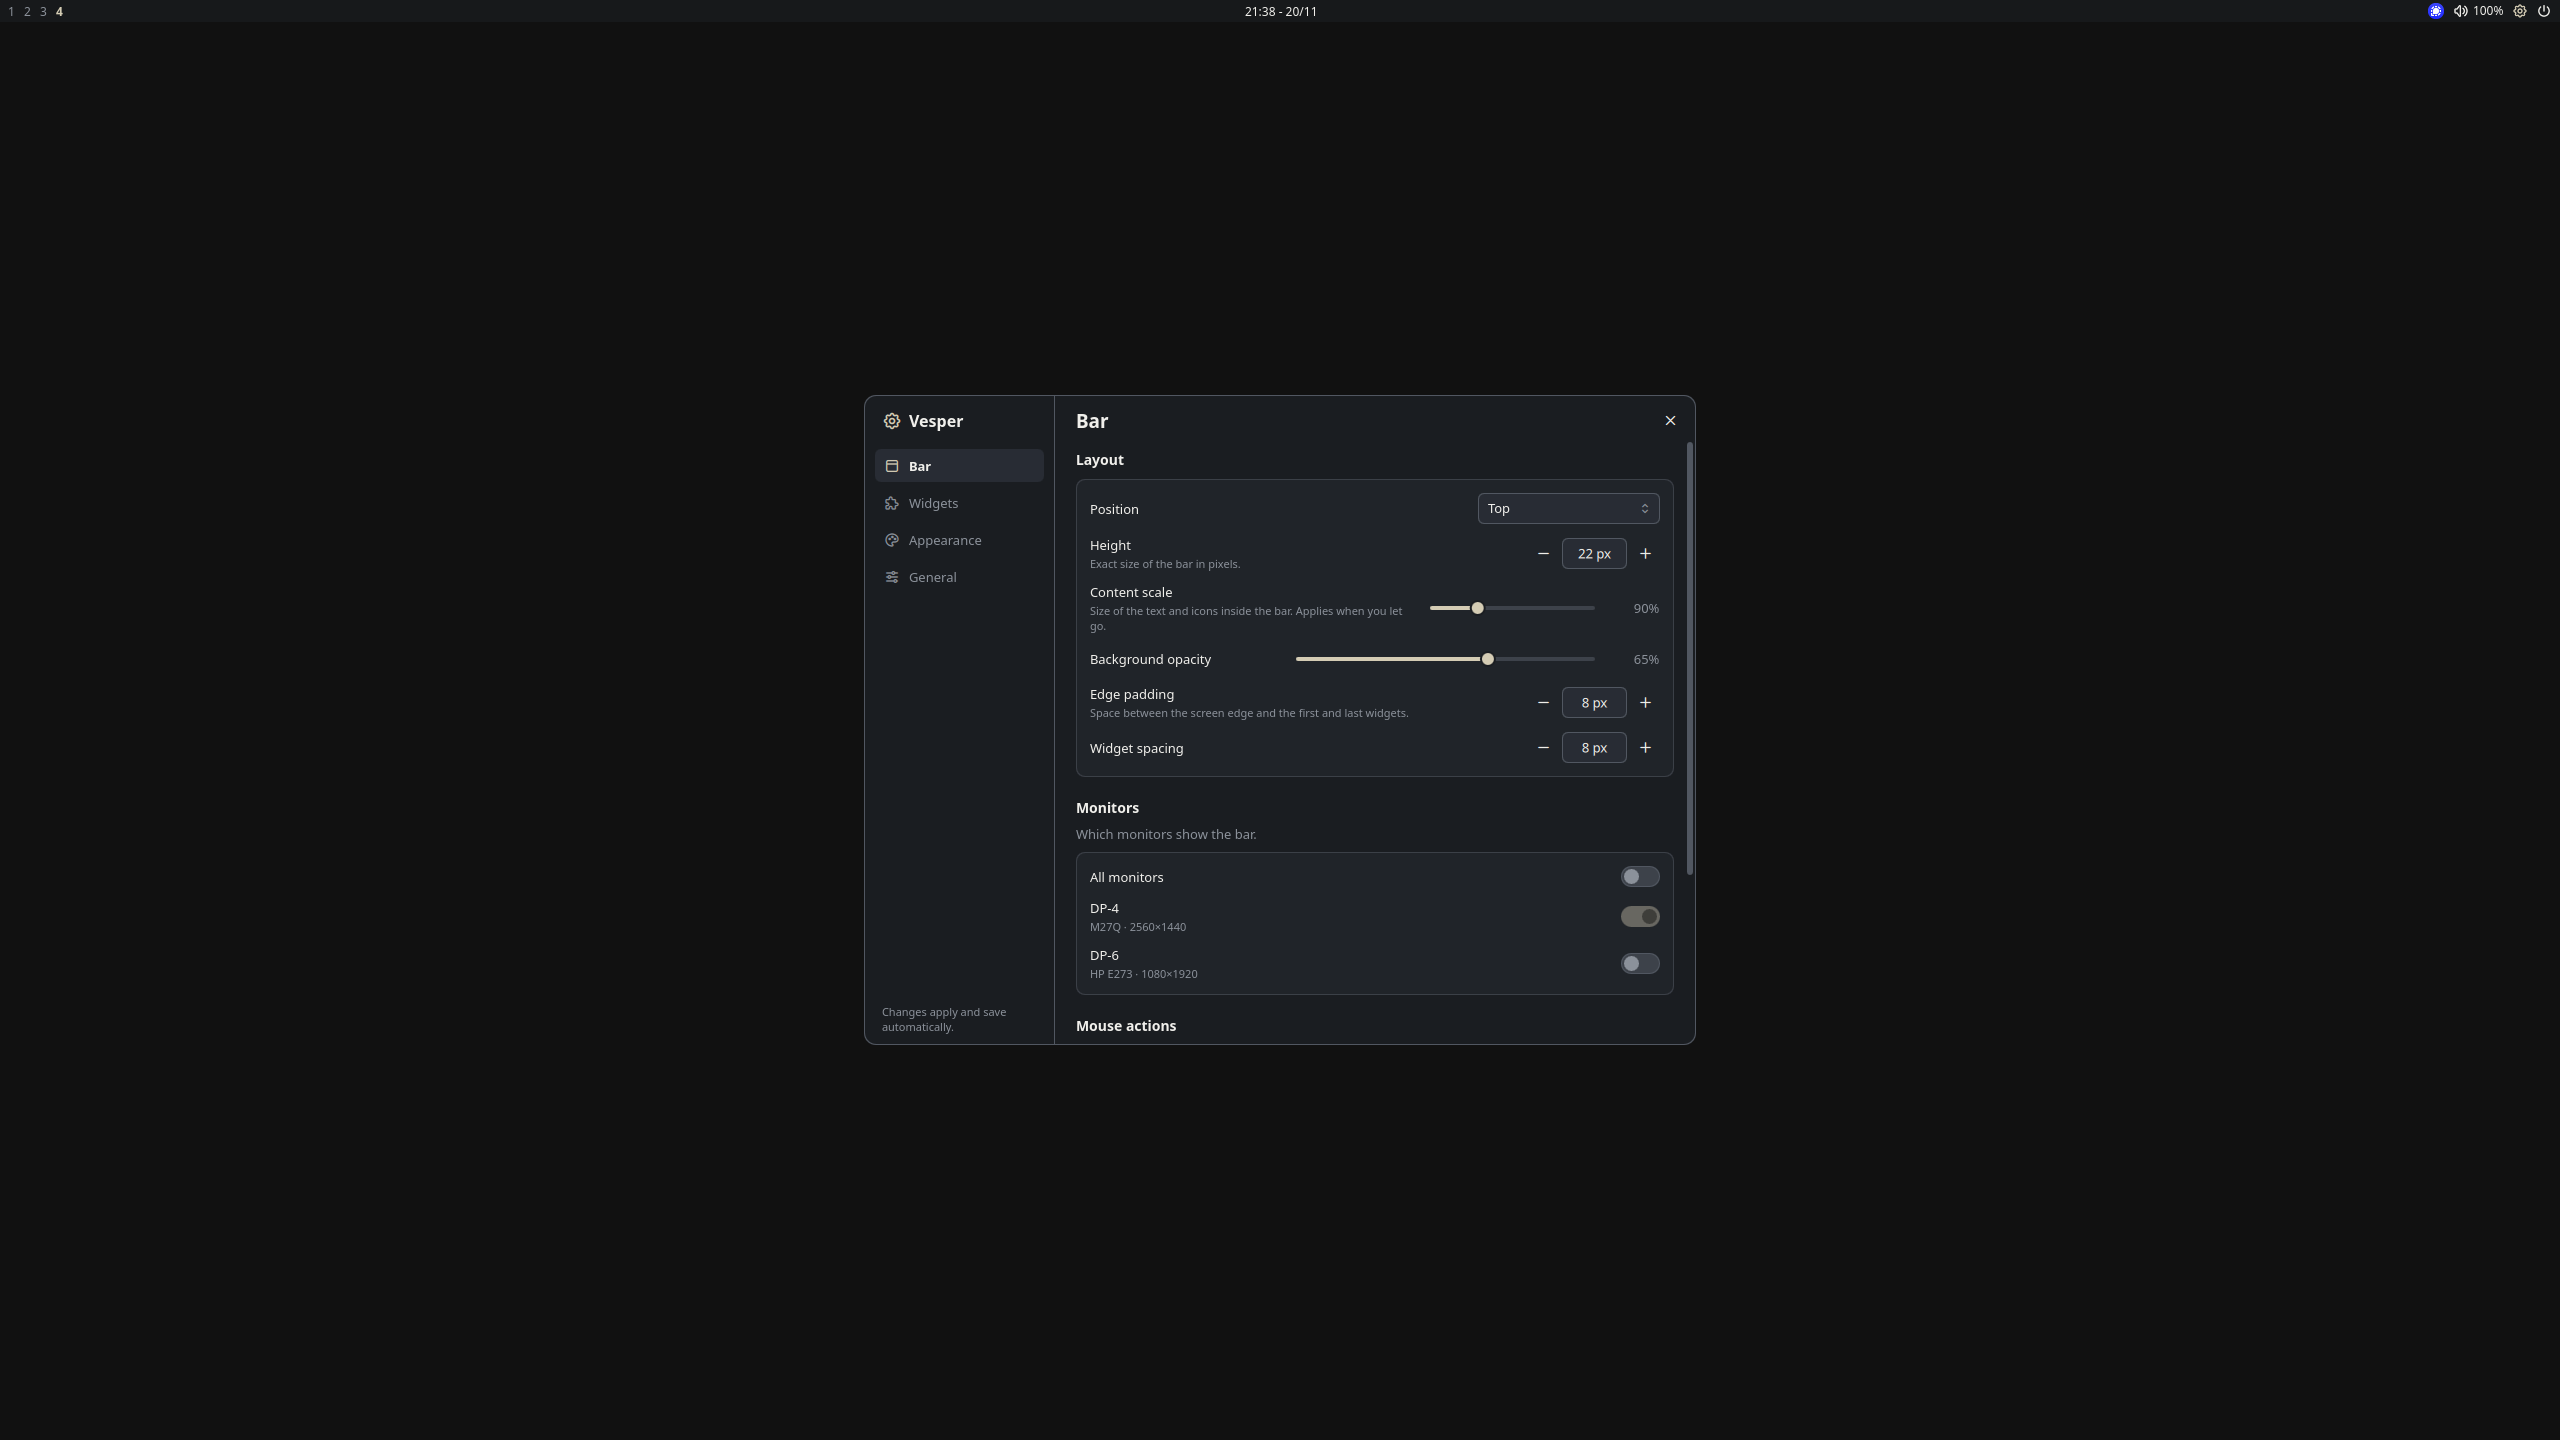 1 2 3 4
21:38 - 20/11
100%
Vesper
Bar
Widgets
Appearance
General
Changes apply and save
automatically.
Bar
Layout
Position
Top
Height
Exact size of the bar in pixels.
22 px
Content scale
Size of the text and icons inside the bar. Applies when you let
go.
90%
Background opacity
65%
Edge padding
Space between the screen edge and the first and last widgets.
8 px
Widget spacing
8 px
Monitors
Which monitors show the bar.
All monitors
DP-4
M27Q · 2560×1440
DP-6
HP E273 · 1080×1920
Mouse actions